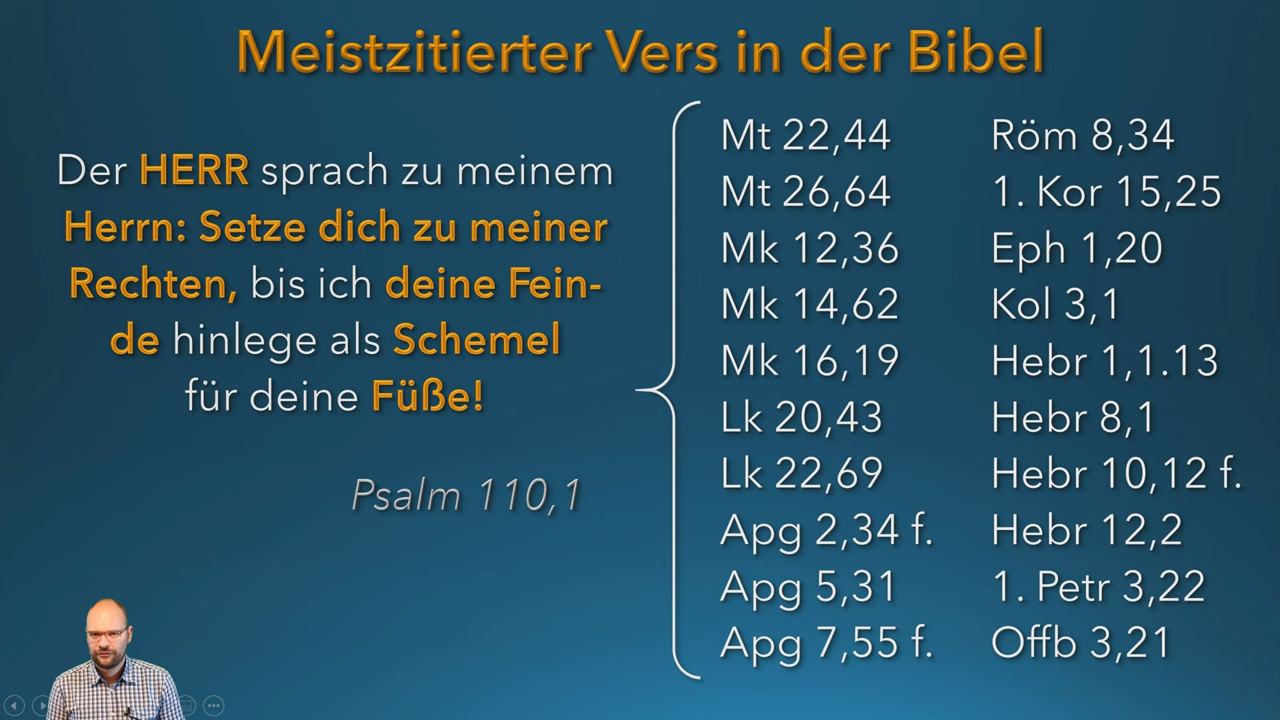 Meistzitierter Vers in der Bibel
Der HERR sprach zu meinem
Herrn: Setze dich zu meiner
Rechten, bis ich deine Fein-
de hinlege als Schemel
für deine Füße!
Psalm 110,1
Mt 22,44
Mt 26,64
Mk 12,36
Mk 14,62
Mk 16,19
Lk 20,43
Lk 22,69
Apg 2,34 f.
Apg 5,31
Apg 7,55 f.
Röm 8,34
1. Kor 15,25
Eph 1,20
Kol 3,1
Hebr 1,1.13
Hebr 8,1
Hebr 10,12 f.
Hebr 12,2
1. Petr 3,22
Offb 3,21